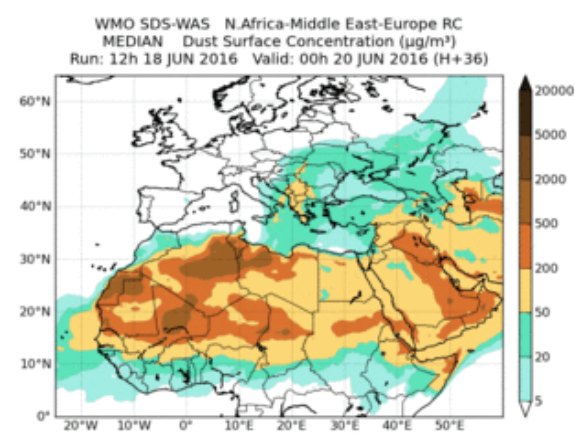 WMO SDS-WAS N.Africa-Middle East-Europe RC
MEDIAN Dust Surface Concentration (μg/m³)
Run: 12h 18 JUN 2016 Valid: 00h 20 JUN 2016 (H+36)
60°N
50°N
40°N
30°N
20°N
10°N
0°
20°W
10°W
0°
10°E
20°E
30°E
40°E
50°E
20000
5000
2000
500
200
50
20
5